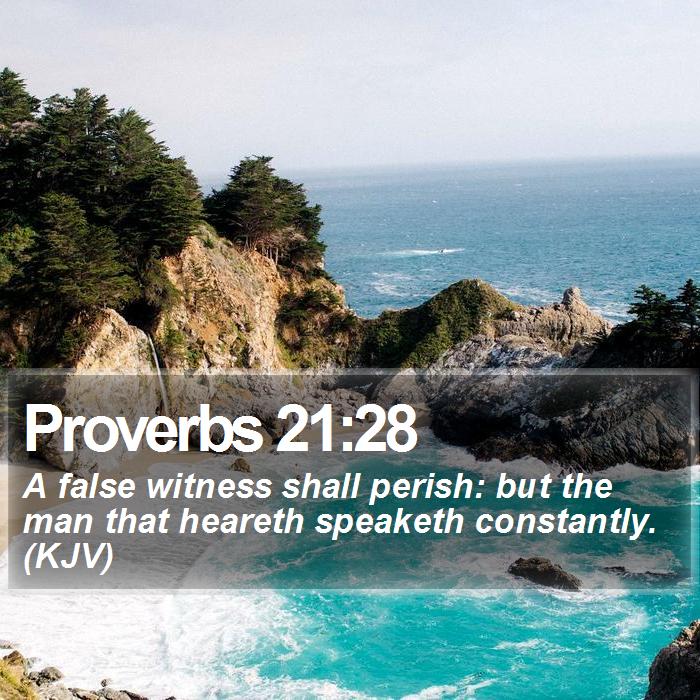 Proverbs 21:28
A false witness shall perish: but the
man that heareth speaketh constantly.
(KJV)